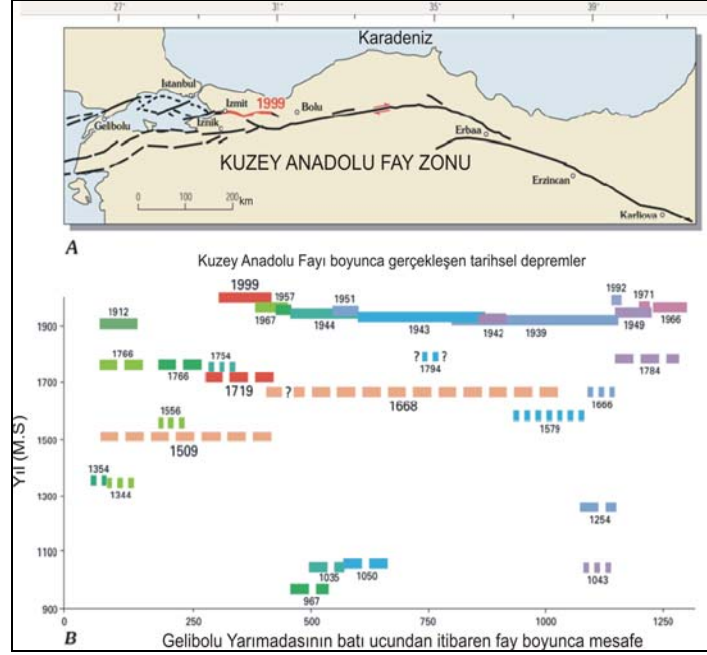 27° 31° 35° 39°
Karadeniz
İstanbul
İzmit 1999
Bolu
Gelibolu
İznik
Erbaa
KUZEY ANADOLU FAY ZONU
Erzincan
0 100 200 km
Karlıova
A
Kuzey Anadolu Fayı boyunca gerçekleşen tarihsel depremler
1999
1992
1957 1951 1971
1912
1967 1944 1943 1942 1939 1949 1966
1900
1766 1754
1766 ? ? 1794 1784
1700
1719 ? 1668 1666
1556 1579
1500
1509
1354
1344
1300
1254
1100
1035 1050 1043
967
900
Yıl (M.S)
0 250 500 750 1000 1250
B
Gelibolu Yarımadasının batı ucundan itibaren fay boyunca mesafe